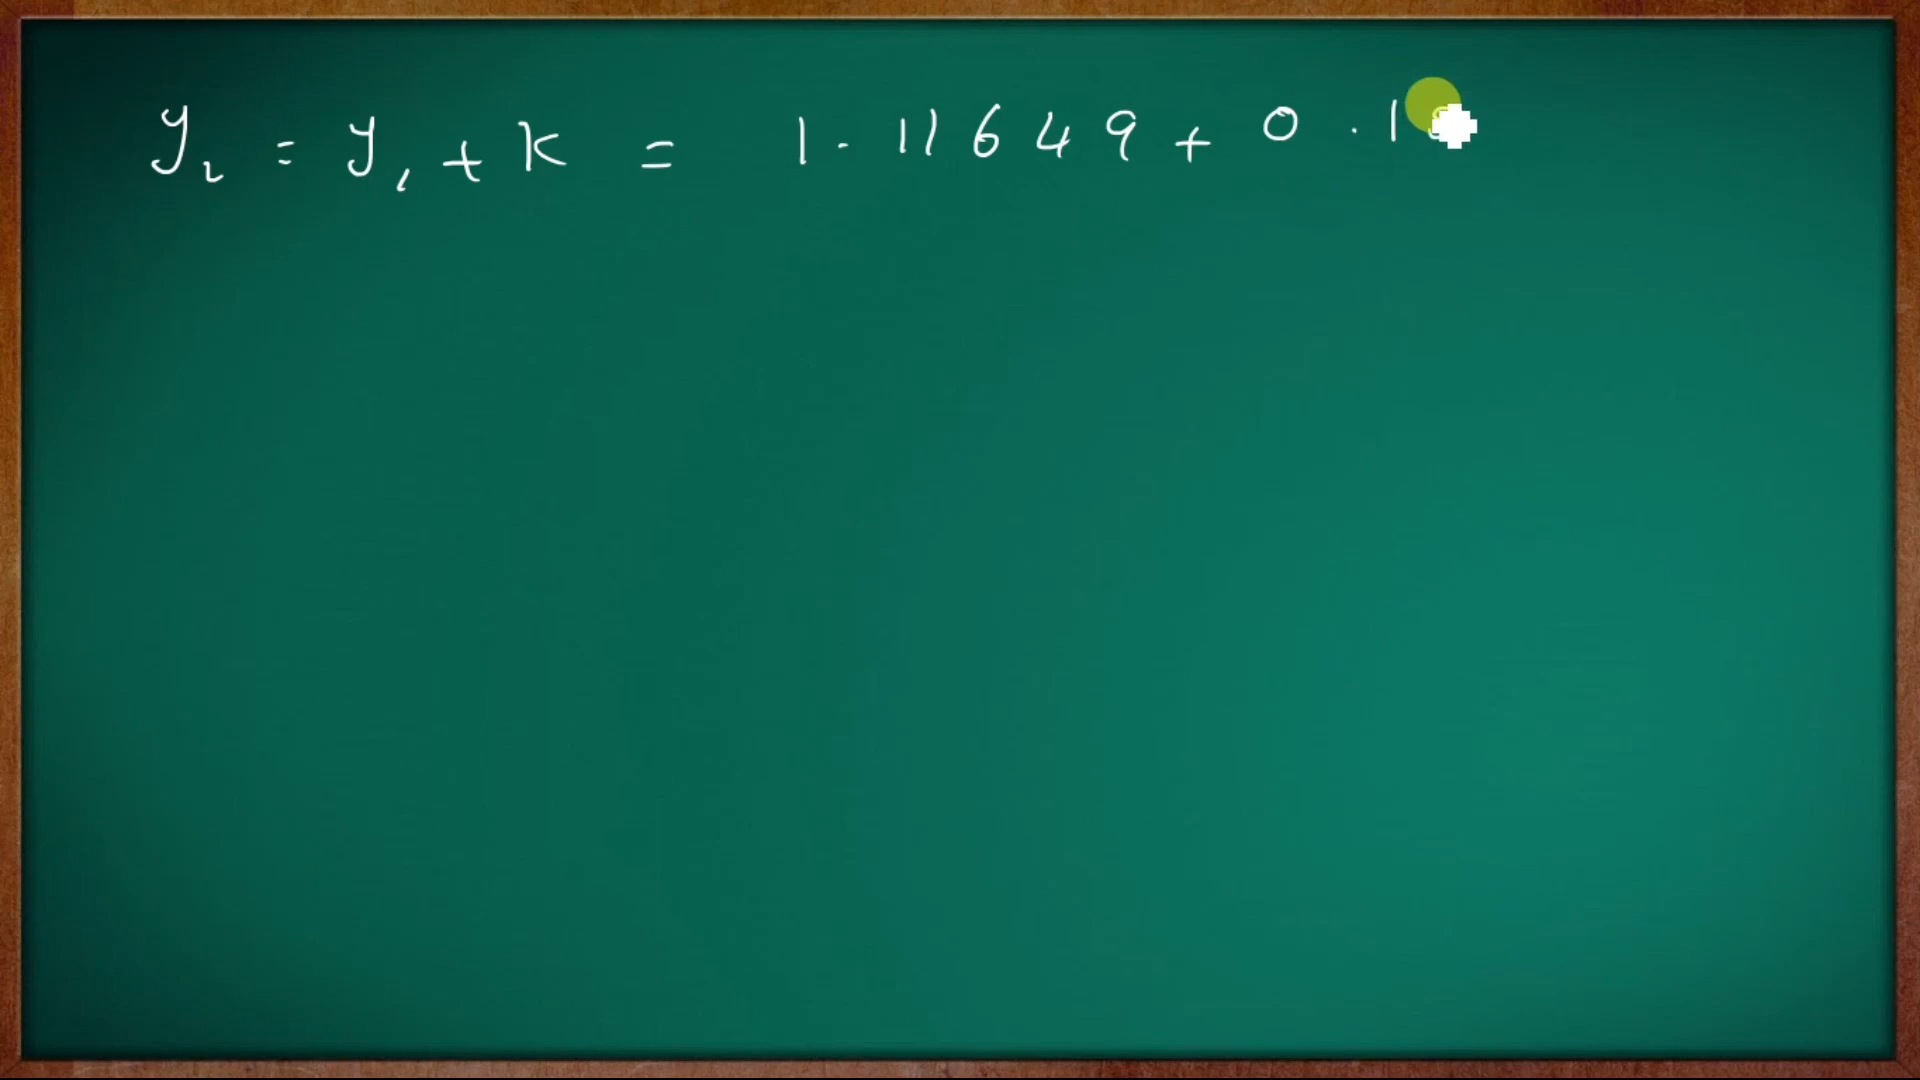 y₂ = y₁ + k = 1.11649 + 0.1